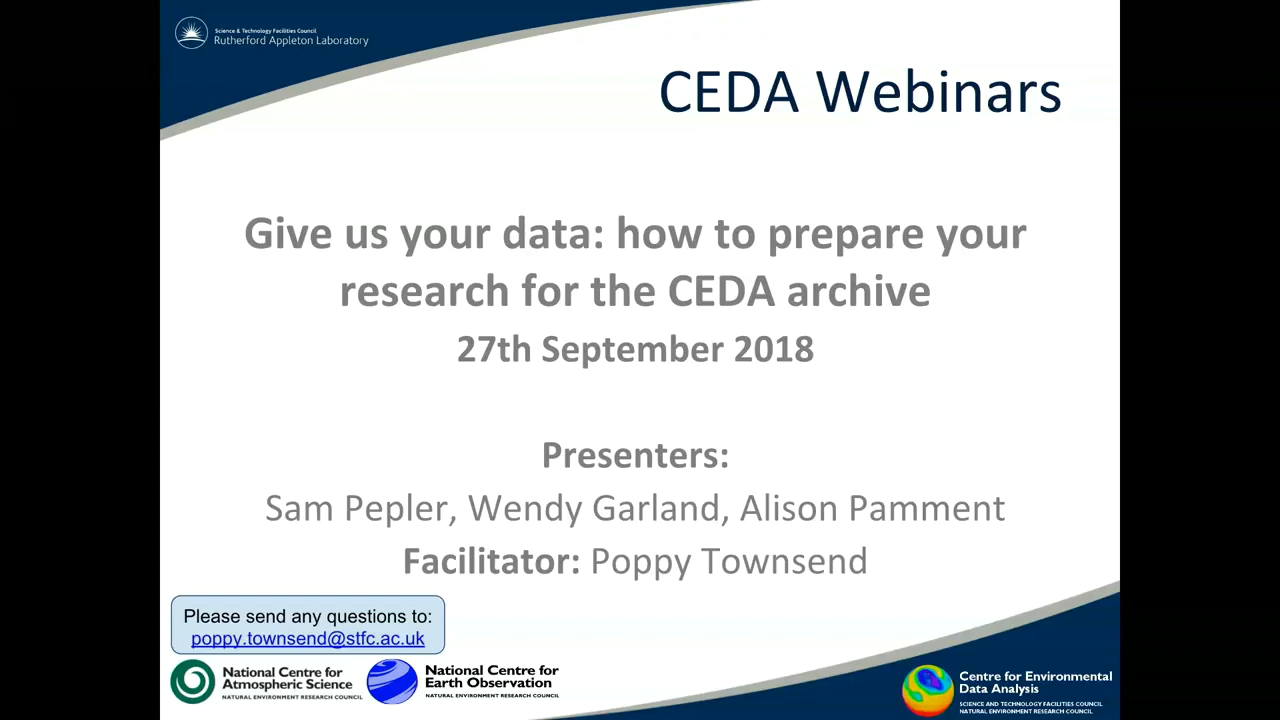 Science & Technology Facilities Council
Rutherford Appleton Laboratory
CEDA Webinars
Give us your data: how to prepare your
research for the CEDA archive
27th September 2018
Presenters:
Sam Pepler, Wendy Garland, Alison Pamment
Facilitator: Poppy Townsend
Please send any questions to:
poppy.townsend@stfc.ac.uk
National Centre for
Atmospheric Science
NATURAL ENVIRONMENT RESEARCH COUNCIL
National Centre for
Earth Observation
NATURAL ENVIRONMENT RESEARCH COUNCIL
Centre for Environmental
Data Analysis
SCIENCE AND TECHNOLOGY FACILITIES COUNCIL
NATURAL ENVIRONMENT RESEARCH COUNCIL